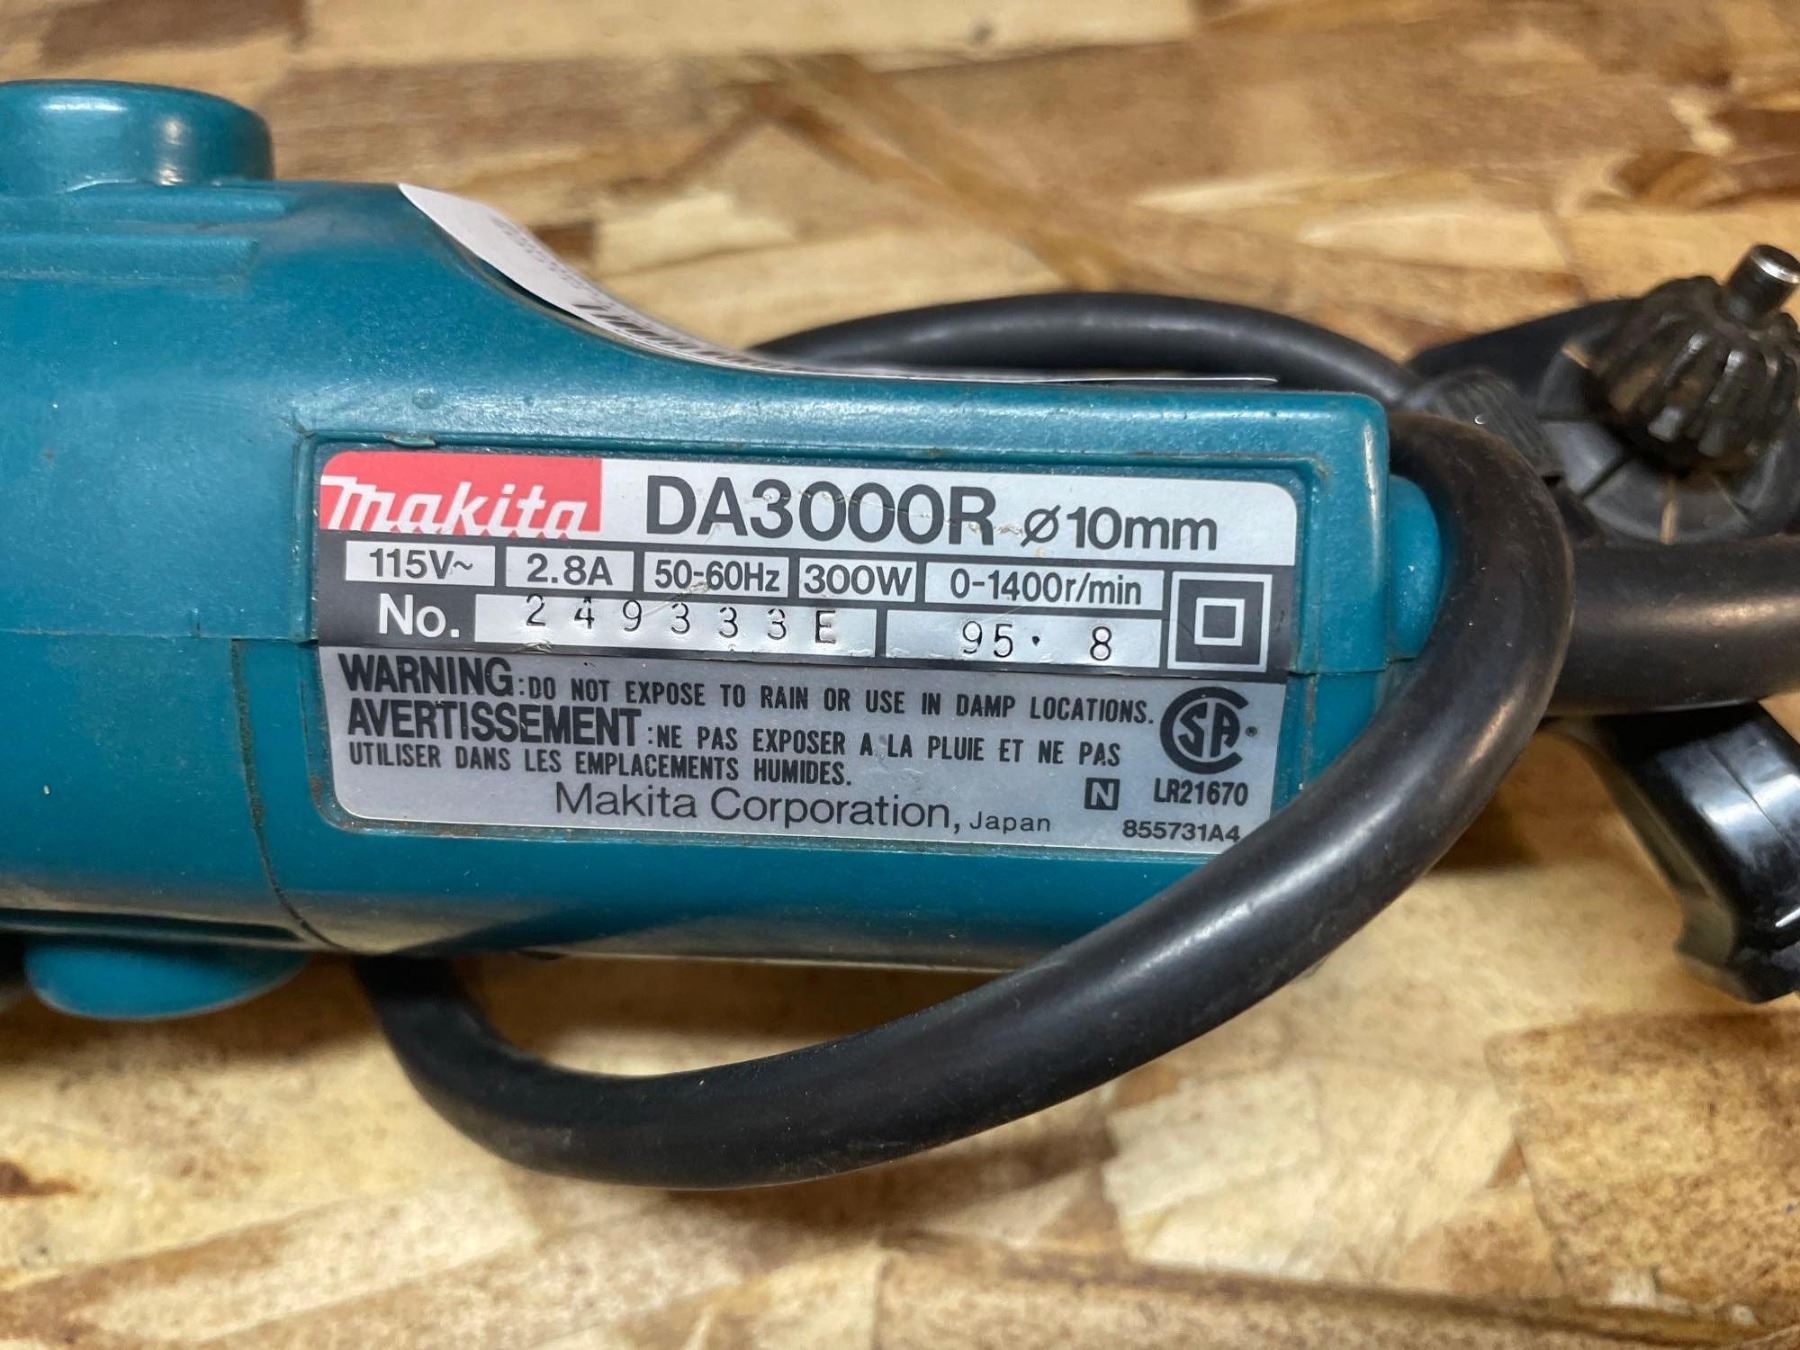 makita DA3000R ⌀10mm
115V~ 2.8A 50-60Hz 300W 0-1400r/min
No. 249333E 95・8
WARNING:DO NOT EXPOSE TO RAIN OR USE IN DAMP LOCATIONS.
AVERTISSEMENT:NE PAS EXPOSER A LA PLUIE ET NE PAS
UTILISER DANS LES EMPLACEMENTS HUMIDES.
SA®
N LR21670
Makita Corporation, Japan 855731A4